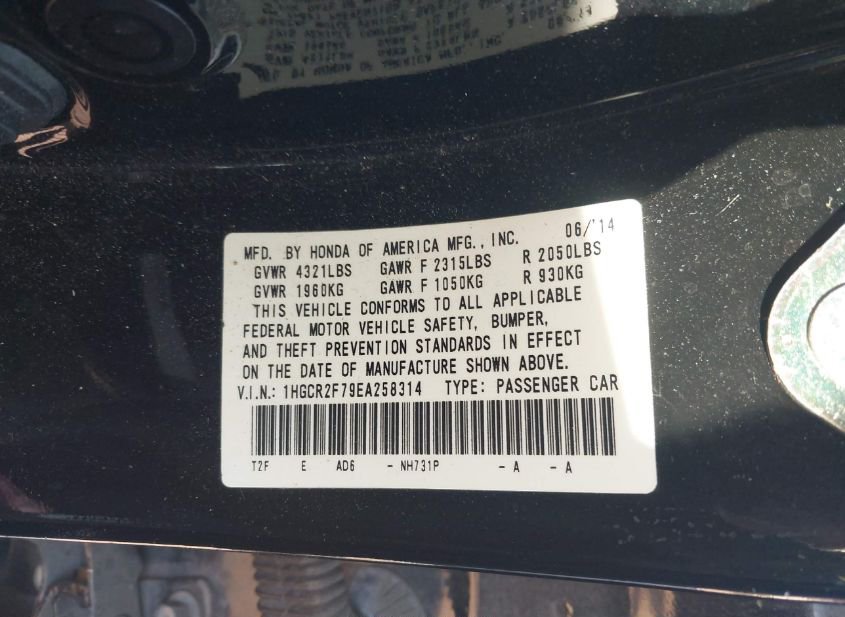 MFD. BY HONDA OF AMERICA MFG., INC. 06/'14
GVWR 4321LBS GAWR F 2315LBS R 2050LBS
GVWR 1960KG GAWR F 1050KG R 930KG
THIS VEHICLE CONFORMS TO ALL APPLICABLE
FEDERAL MOTOR VEHICLE SAFETY, BUMPER,
AND THEFT PREVENTION STANDARDS IN EFFECT
ON THE DATE OF MANUFACTURE SHOWN ABOVE.
V.I.N.: 1HGCR2F79EA258314 TYPE: PASSENGER CAR
T2F E AD6 - NH731P - A - A